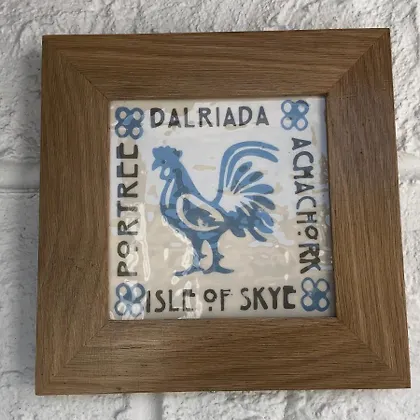 DALRIADA
ACHACHORK
PORTREE
ISLE OF SKYE